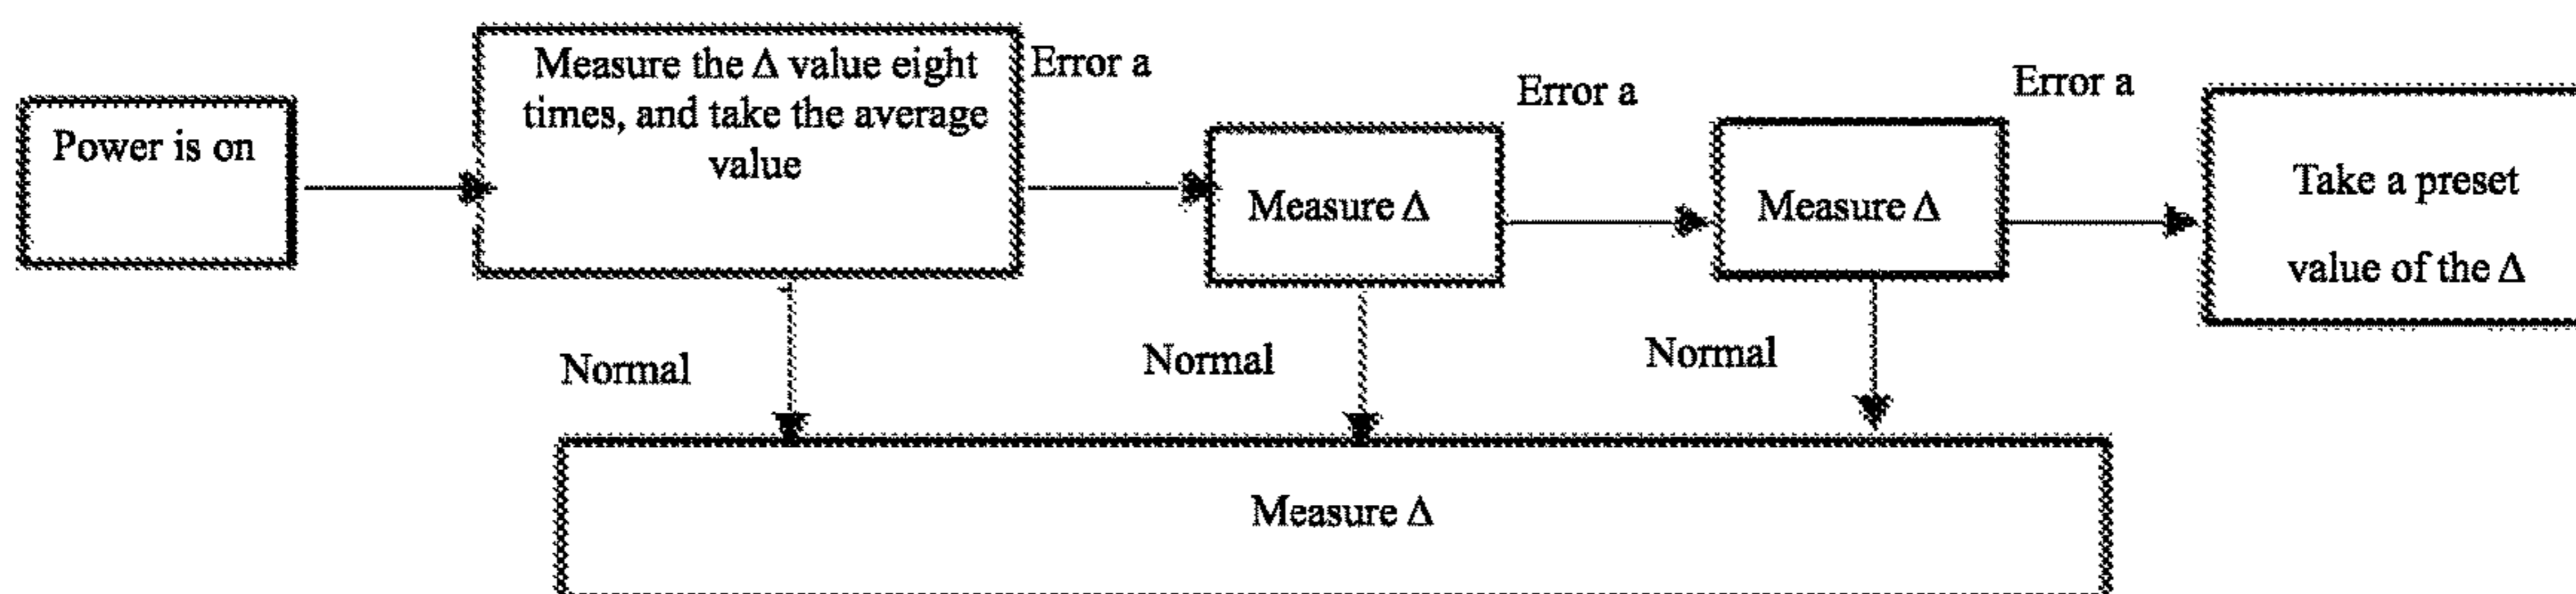 Power is on
Measure the Δ value eight
times, and take the average
value
Error a
Measure Δ
Error a
Measure Δ
Error a
Take a preset
value of the Δ
Normal
Normal
Normal
Measure Δ